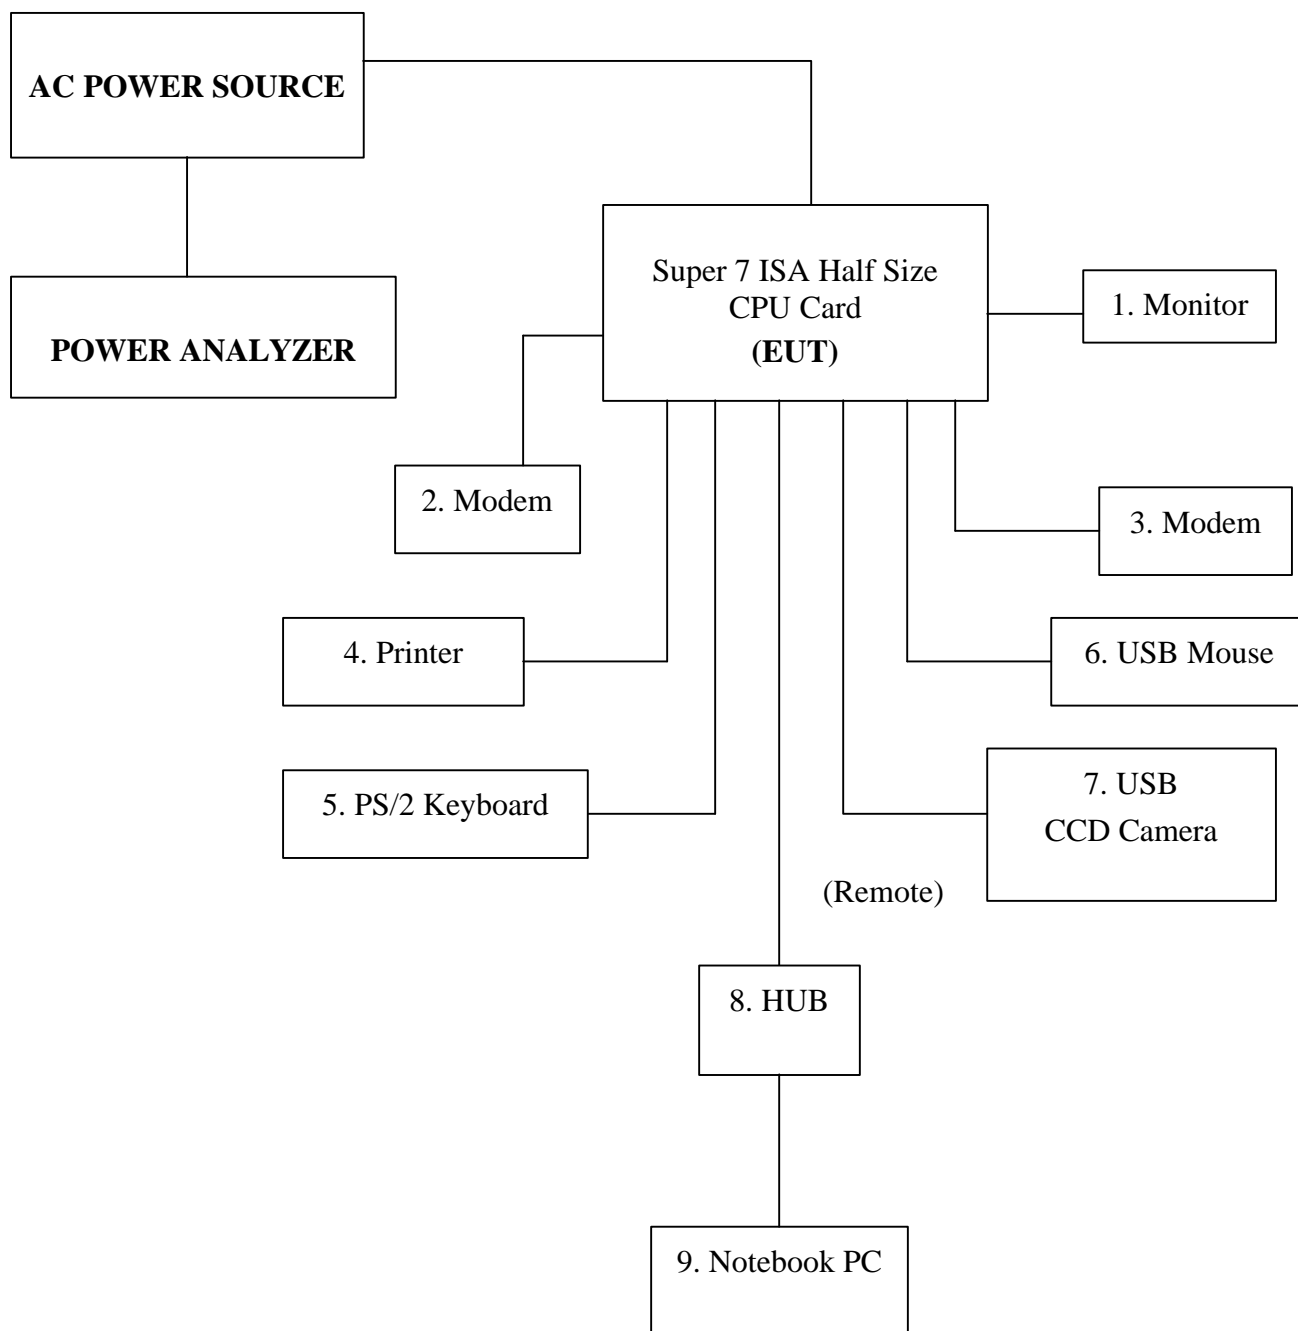 AC POWER SOURCE
POWER ANALYZER
Super 7 ISA Half Size
CPU Card
(EUT)
1. Monitor
2. Modem
3. Modem
4. Printer
6. USB Mouse
5. PS/2 Keyboard
7. USB
CCD Camera
(Remote)
8. HUB
9. Notebook PC